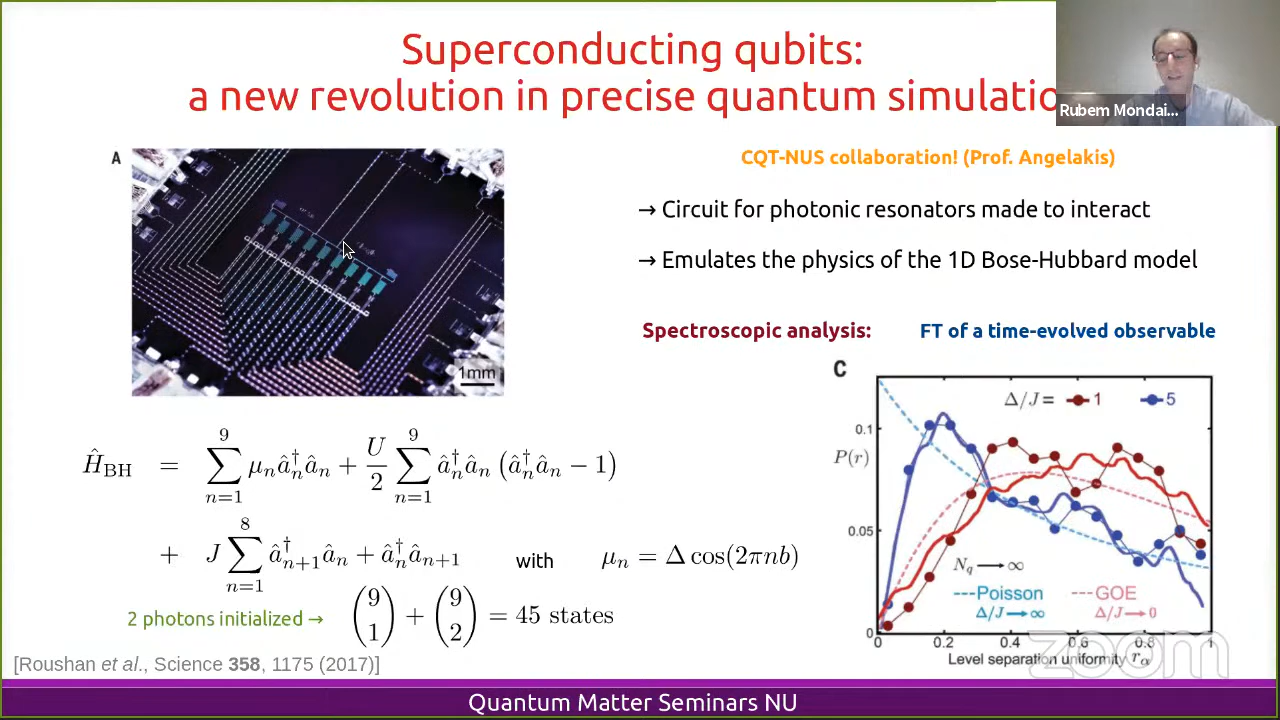 Superconducting qubits:
a new revolution in precise quantum simulatio
Rubem Mondai...
A
1mm
CQT-NUS collaboration! (Prof. Angelakis)
→ Circuit for photonic resonators made to interact
→ Emulates the physics of the 1D Bose-Hubbard model
Spectroscopic analysis: FT of a time-evolved observable
Ĥ_BH = ∑_{n=1}^{9} μ_n â_n† â_n + U/2 ∑_{n=1}^{9} â_n† â_n (â_n† â_n − 1)
+ J ∑_{n=1}^{8} â†_{n+1} â_n + â_n† â_{n+1} with μ_n = Δ cos(2πnb)
2 photons initialized → (9 1) + (9 2) = 45 states
[Roushan et al., Science 358, 1175 (2017)]
C
Δ/J = 1 5
0.1
P(r)
0.05
N_q → ∞
Poisson GOE
Δ/J → ∞ Δ/J → 0
0
0 0.2 0.4 0.6 0.8 1
Level separation uniformity r_α
zoom
Quantum Matter Seminars NU